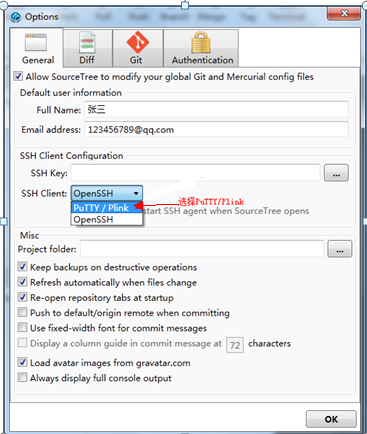 Options
General
Diff
Git
Authentication
Allow SourceTree to modify your global Git and Mercurial config files
Default user information
Full Name: 张三
Email address: 123456789@qq.com
SSH Client Configuration
SSH Key:
...
SSH Client: OpenSSH
PuTTY / Plink
选择PuTTY/Plink
OpenSSH
start SSH agent when SourceTree opens
Misc
Project folder:
...
Keep backups on destructive operations
Refresh automatically when files change
Re-open repository tabs at startup
Push to default/origin remote when committing
Use fixed-width font for commit messages
Display a column guide in commit message at 72 characters
Load avatar images from gravatar.com
Always display full console output
OK